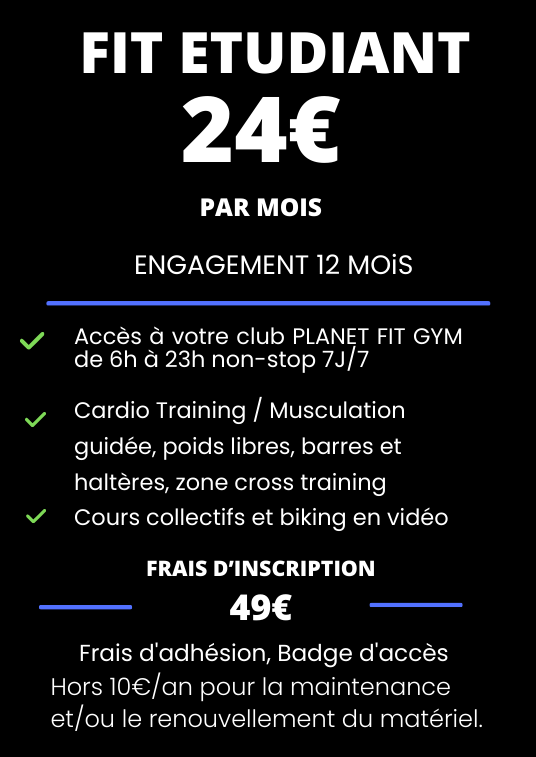 FIT ETUDIANT
24€
PAR MOIS
ENGAGEMENT 12 MOiS
Accès à votre club PLANET FIT GYM
de 6h à 23h non-stop 7J/7
Cardio Training / Musculation
guidée, poids libres, barres et
haltères, zone cross training
Cours collectifs et biking en vidéo
FRAIS D’INSCRIPTION
49€
Frais d'adhésion, Badge d'accès
Hors 10€/an pour la maintenance
et/ou le renouvellement du matériel.